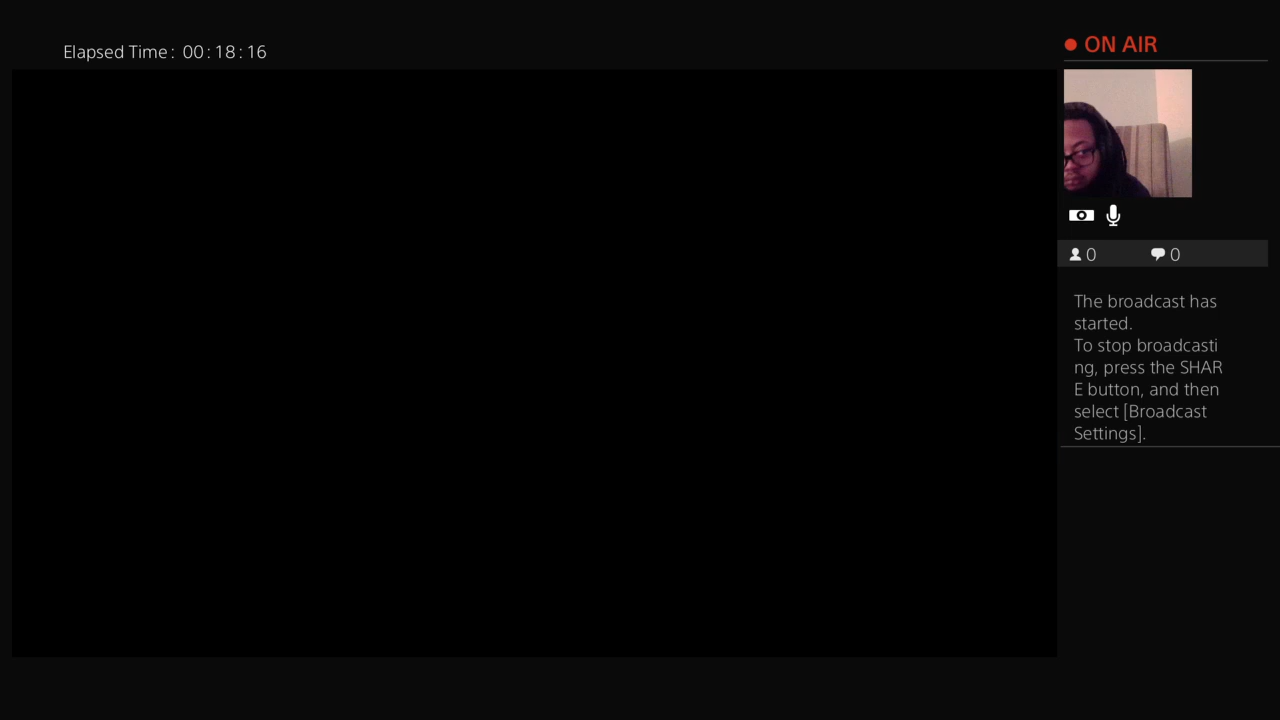 Elapsed Time: 00:18:16
ON AIR
0 0
The broadcast has
started.
To stop broadcasti
ng, press the SHAR
E button, and then
select [Broadcast
Settings].